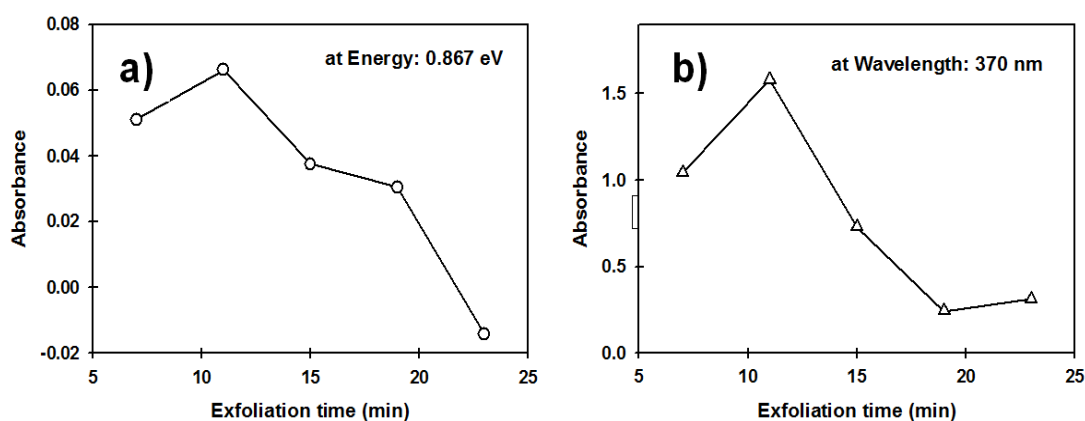 a)
at Energy: 0.867 eV
Absorbance
0.08
0.06
0.04
0.02
0.00
-0.02
5
10
15
20
25
Exfoliation time (min)
b)
at Wavelength: 370 nm
Absorbance
1.5
1.0
0.5
0.0
5
10
15
20
25
Exfoliation time (min)